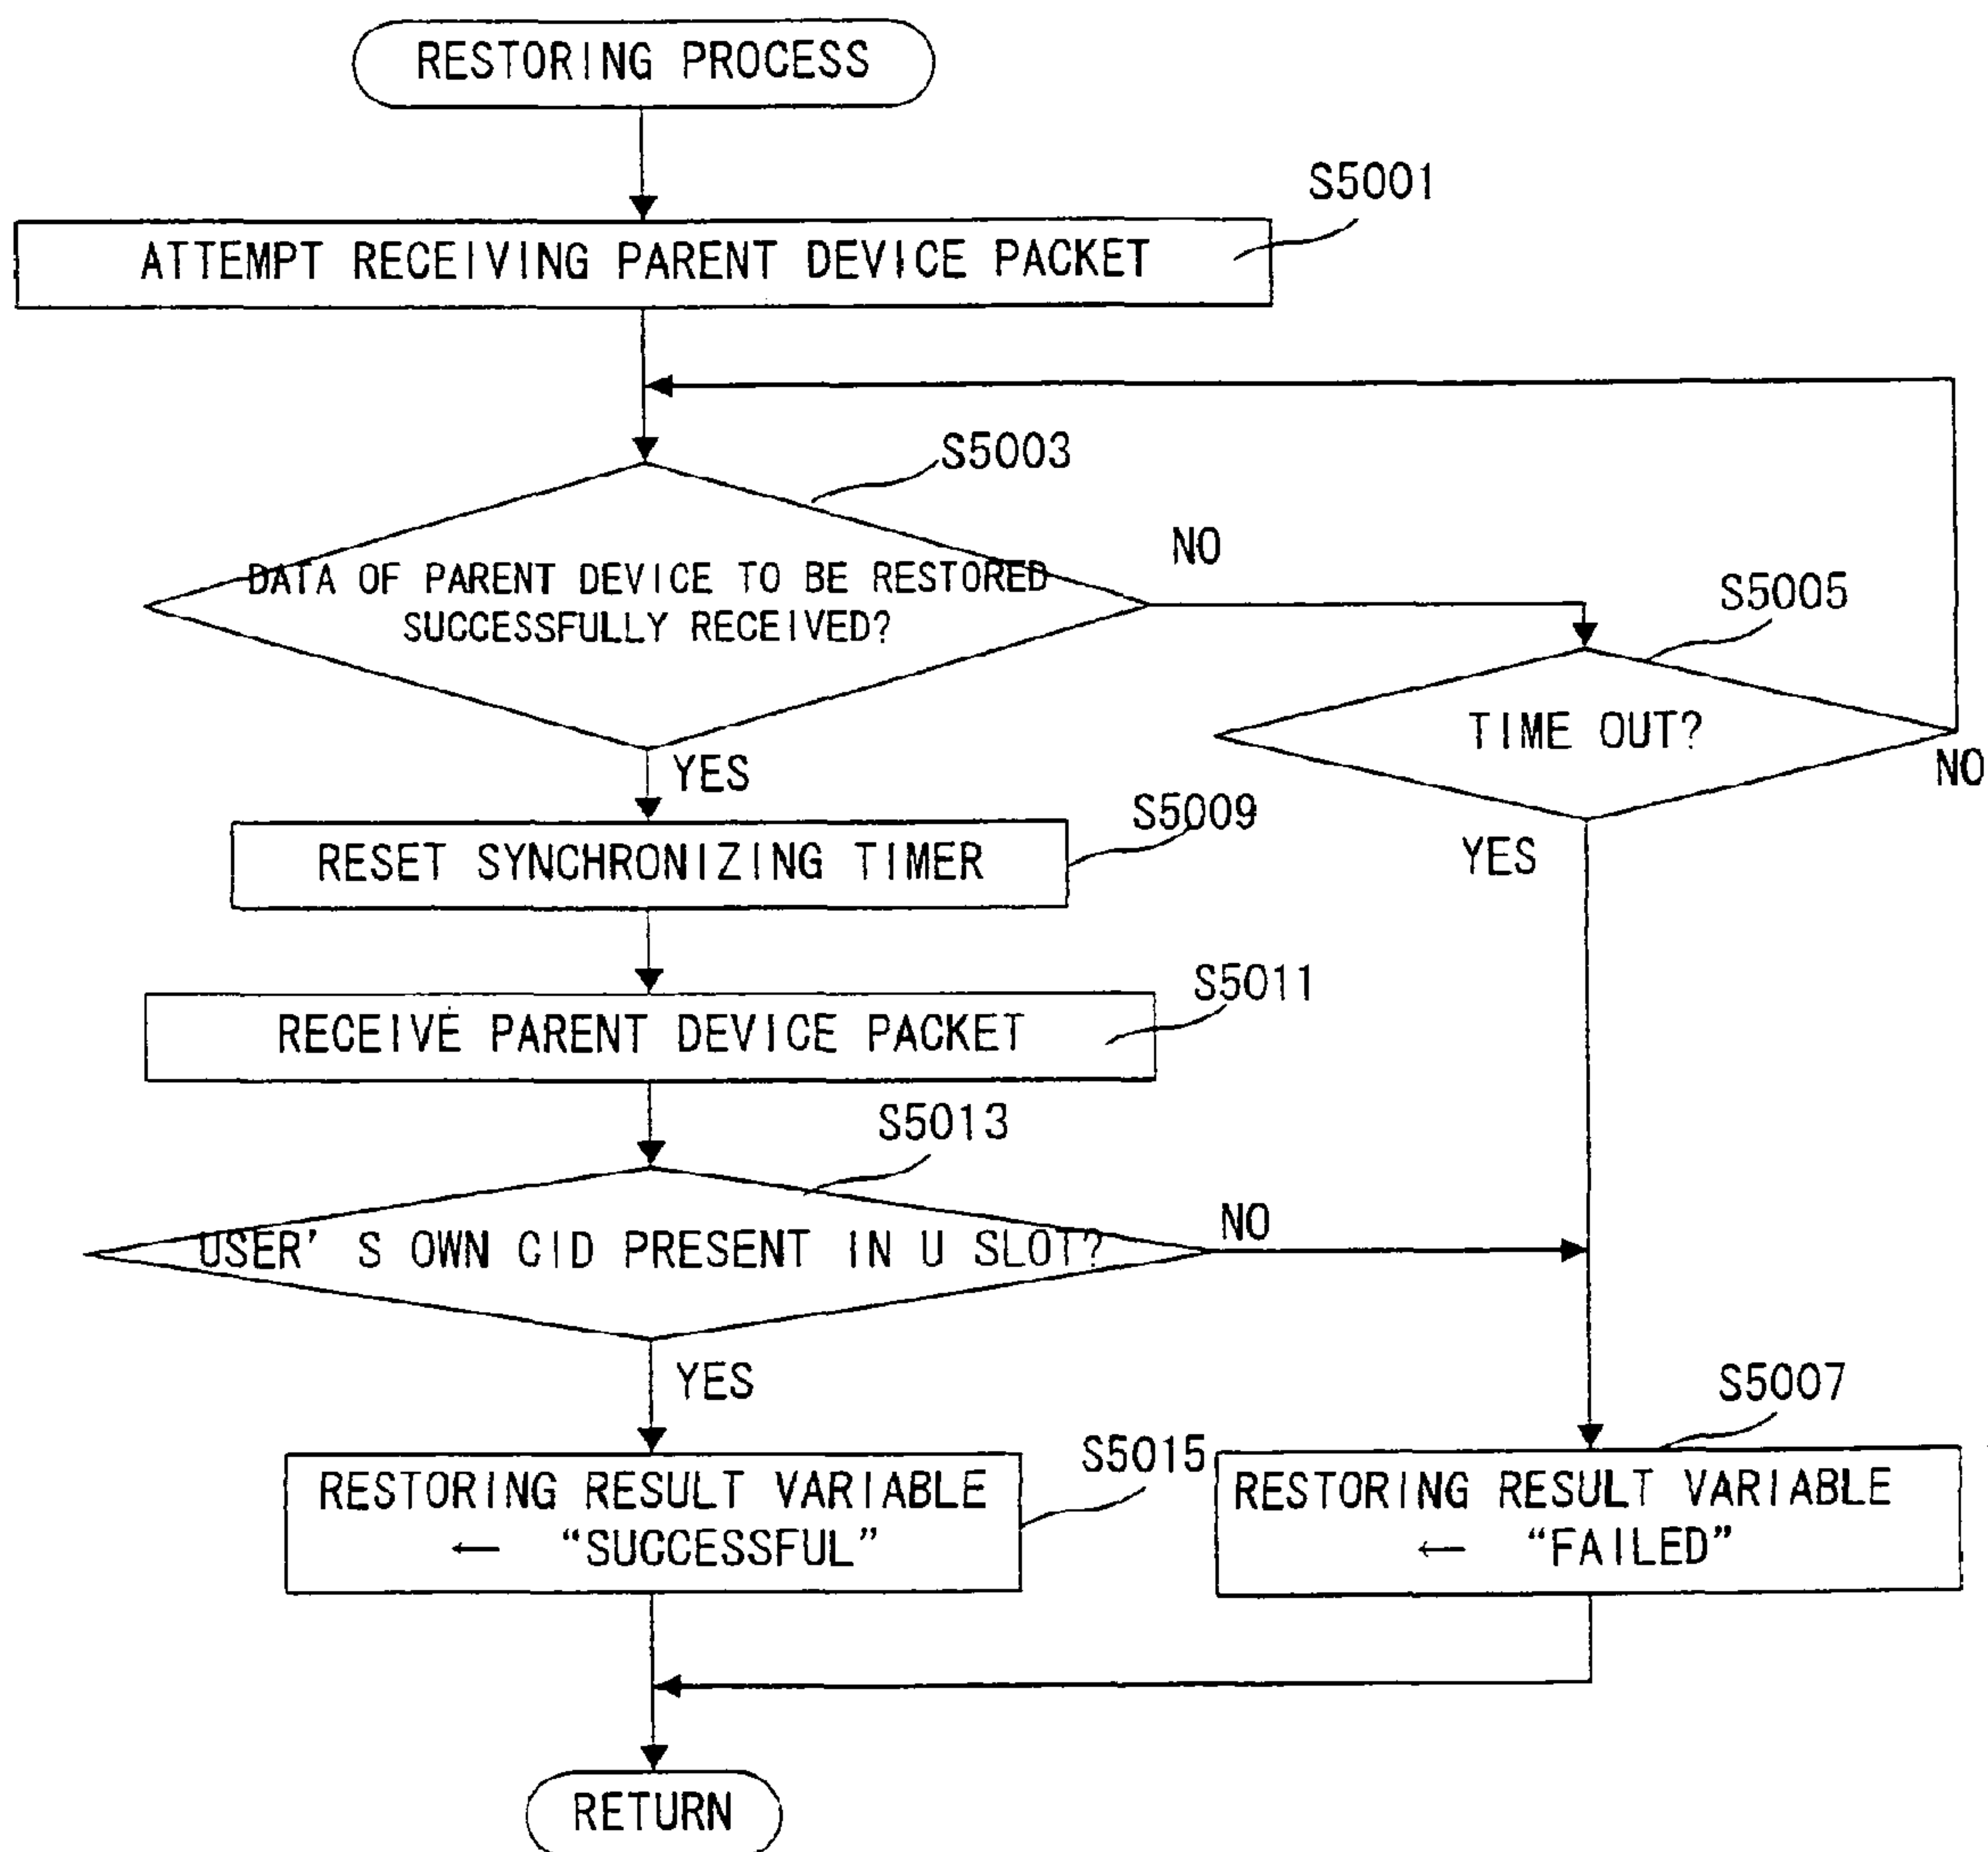 RESTORING PROCESS
S5001
ATTEMPT RECEIVING PARENT DEVICE PACKET
S5003
DATA OF PARENT DEVICE TO BE RESTORED
SUCCESSFULLY RECEIVED?
NO
S5005
TIME OUT?
NO
YES
YES
S5009
RESET SYNCHRONIZING TIMER
S5011
RECEIVE PARENT DEVICE PACKET
S5013
USER' S OWN CID PRESENT IN U SLOT?
NO
YES
S5015
RESTORING RESULT VARIABLE
← “SUCCESSFUL”
S5007
RESTORING RESULT VARIABLE
← “FAILED”
RETURN